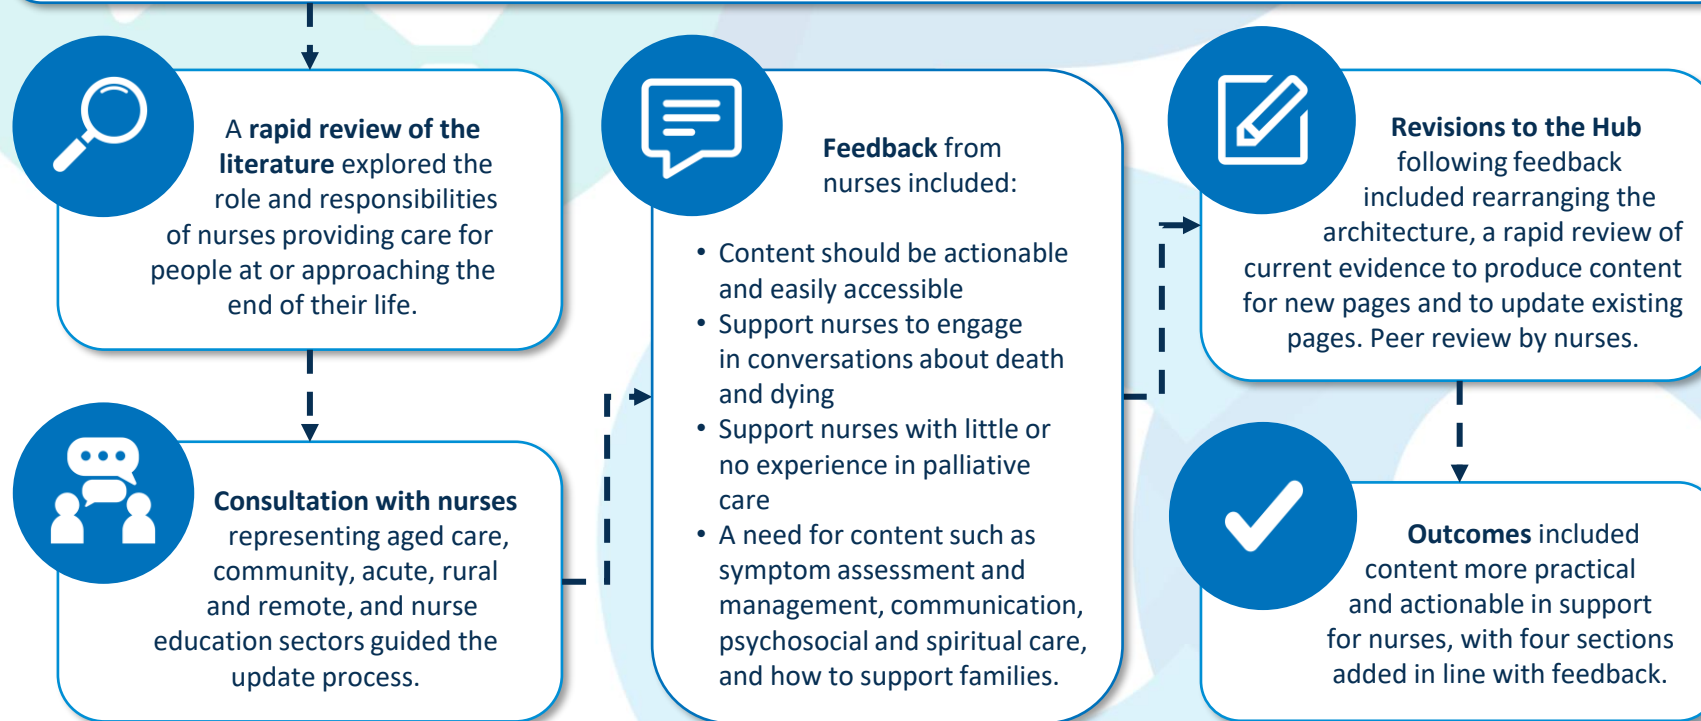 A rapid review of the
literature explored the
role and responsibilities
of nurses providing care for
people at or approaching the
end of their life.
Consultation with nurses
representing aged care,
community, acute, rural
and remote, and nurse
education sectors guided the
update process.
Feedback from
nurses included:
• Content should be actionable
and easily accessible
• Support nurses to engage
in conversations about death
and dying
• Support nurses with little or
no experience in palliative
care
• A need for content such as
symptom assessment and
management, communication,
psychosocial and spiritual care,
and how to support families.
Revisions to the Hub
following feedback
included rearranging the
architecture, a rapid review of
current evidence to produce content
for new pages and to update existing
pages. Peer review by nurses.
Outcomes included
content more practical
and actionable in support
for nurses, with four sections
added in line with feedback.